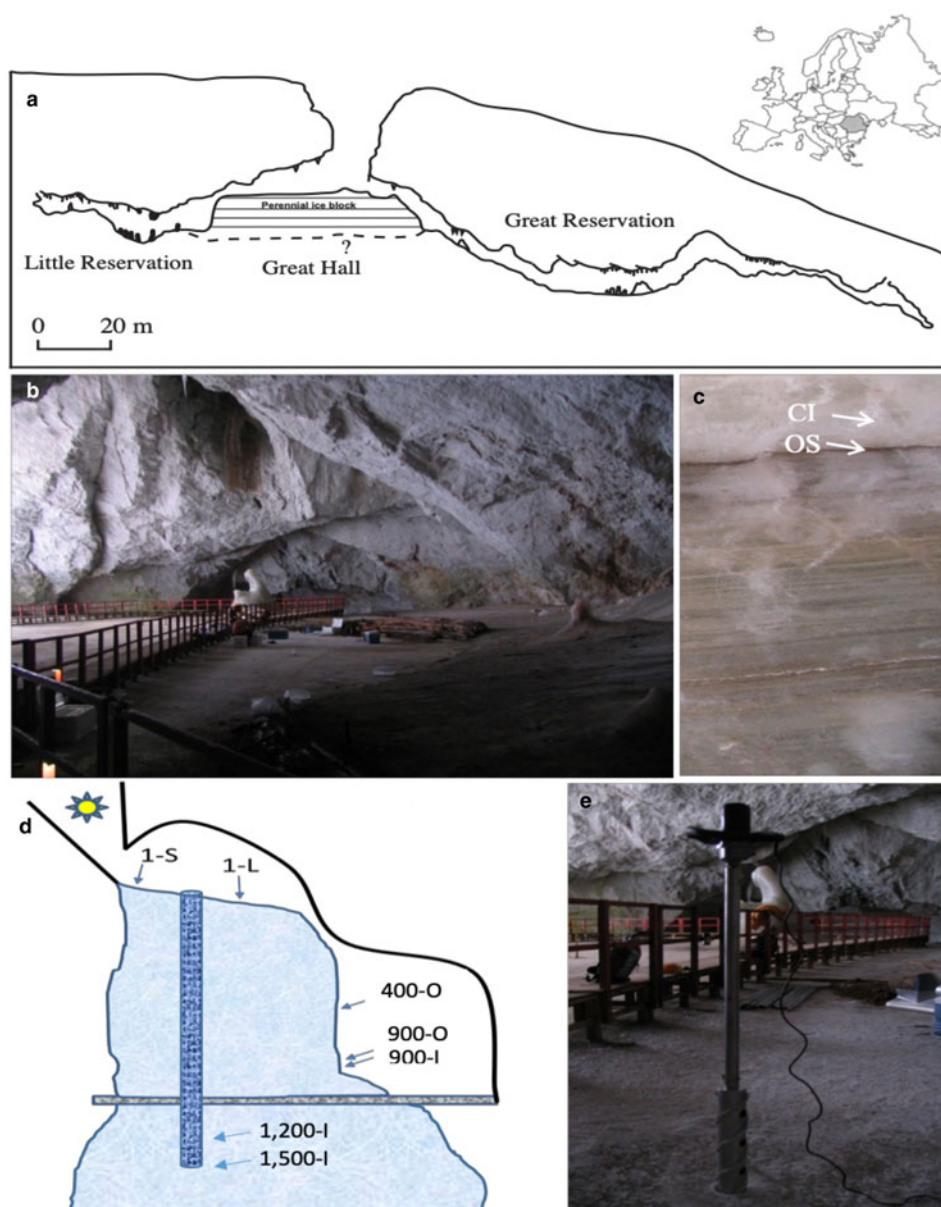 a
Perennial ice block
Great Reservation
?
Little Reservation
Great Hall
0 20 m
b
c
CI
OS
d
1-S
1-L
400-O
900-O
900-I
1,200-I
1,500-I
e